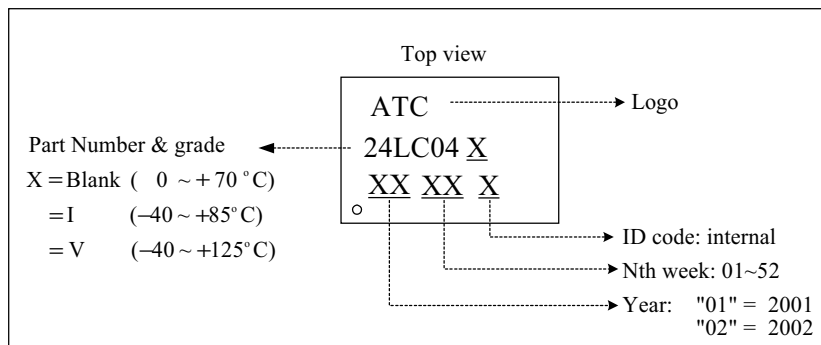 Top view
ATC
Logo
Part Number & grade
24LC04 X
X = Blank ( 0 ~ + 70 °C)
XX XX X
= I (−40 ~ +85°C)
= V (−40 ~ +125°C)
ID code: internal
Nth week: 01~52
Year: "01" = 2001
"02" = 2002